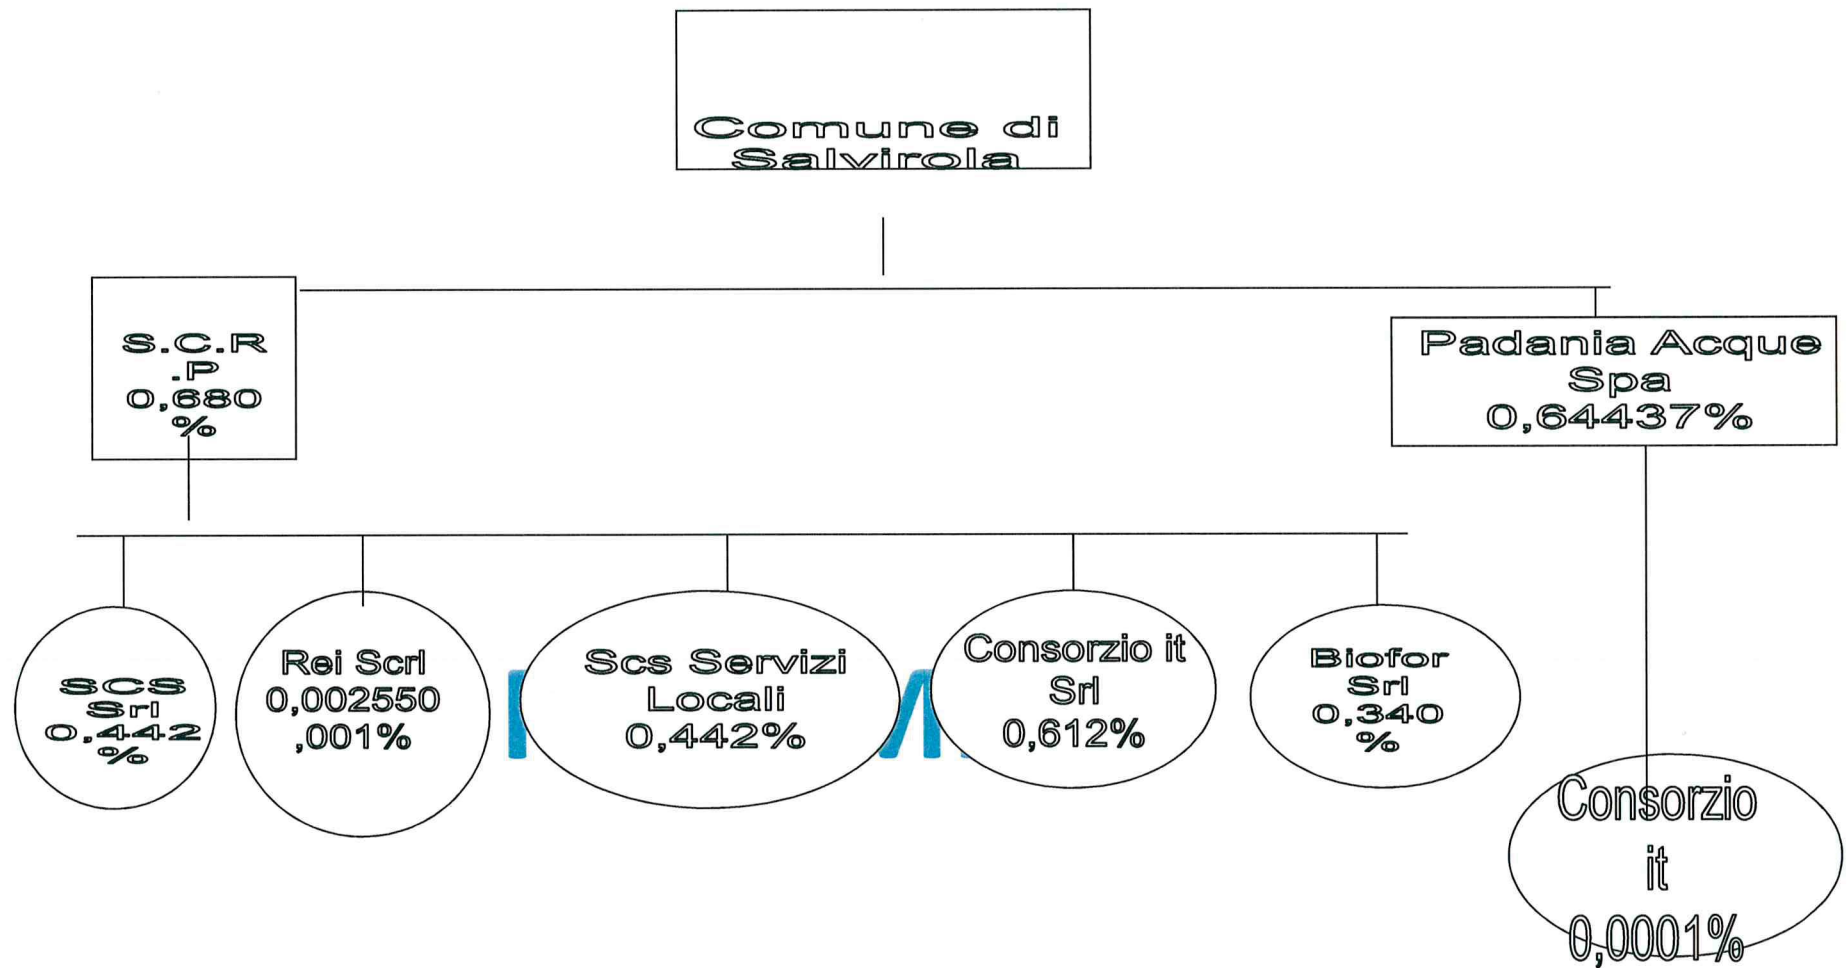 Comune di
Salvirola
S.C.R
.P
0,680
%
Padania Acque
Spa
0,64437%
SCS
Srl
0,442
%
Rei Scrl
0,002550
,001%
Scs Servizi
Locali
0,442%
Consorzio it
Srl
0,612%
Biofor
Srl
0,340
%
Consorzio
it
0,0001%